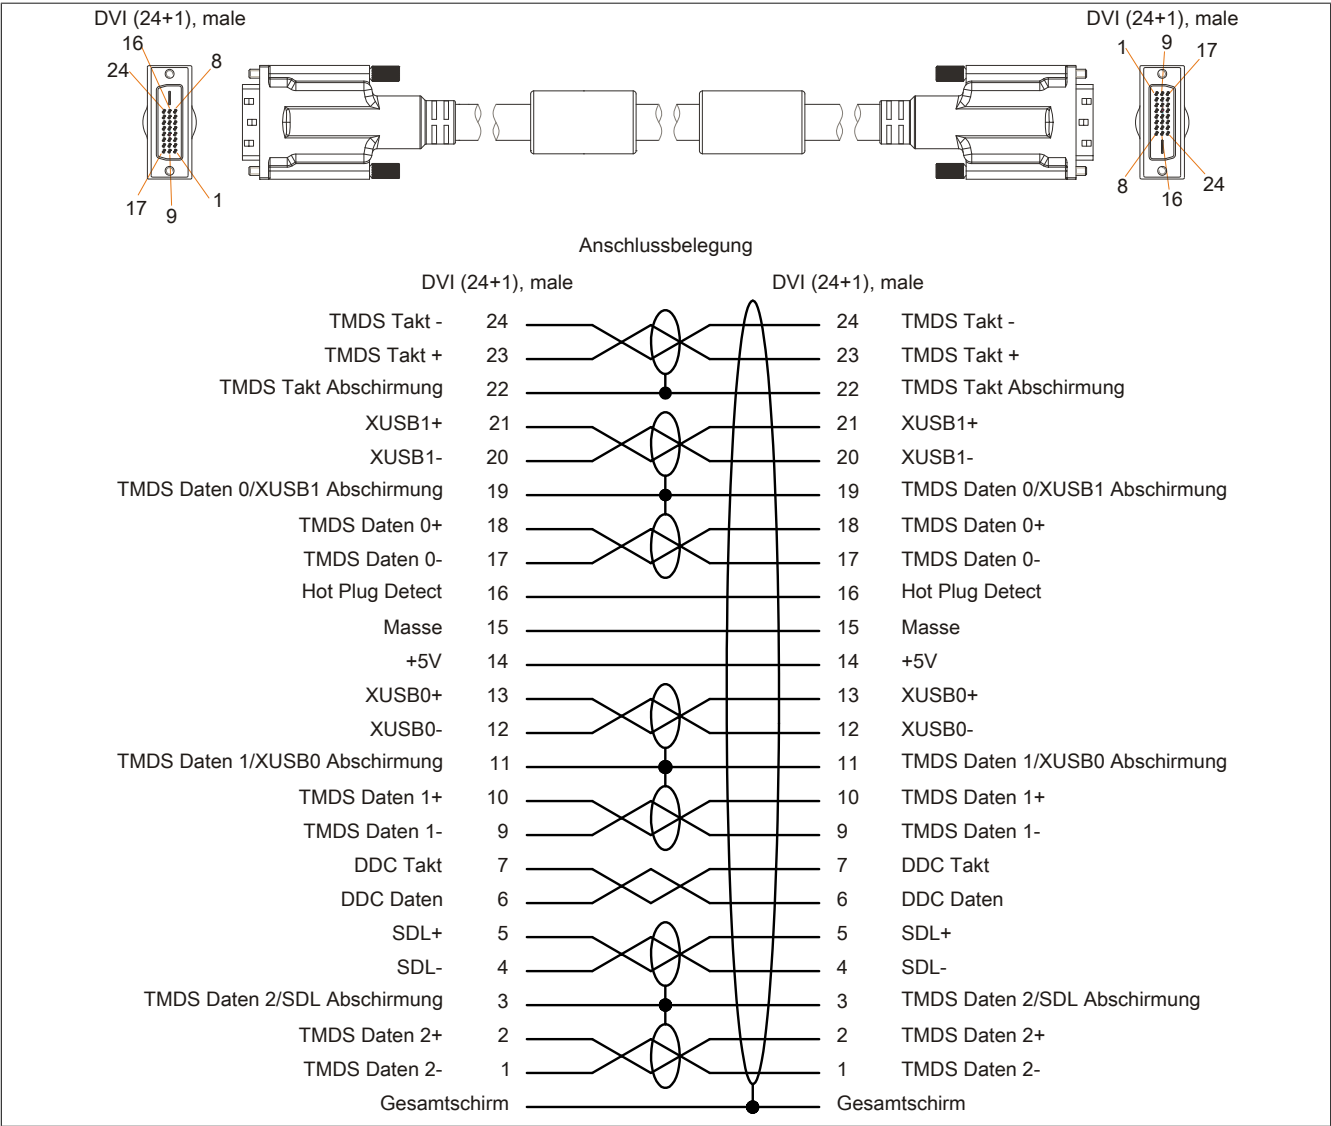 DVI (24+1), male
DVI (24+1), male
16
24
8
17
9
1
1
9
17
8
16
24
Anschlussbelegung
DVI (24+1), male DVI (24+1), male
TMDS Takt - 24 24 TMDS Takt -
TMDS Takt + 23 23 TMDS Takt +
TMDS Takt Abschirmung 22 22 TMDS Takt Abschirmung
XUSB1+ 21 21 XUSB1+
XUSB1- 20 20 XUSB1-
TMDS Daten 0/XUSB1 Abschirmung 19 19 TMDS Daten 0/XUSB1 Abschirmung
TMDS Daten 0+ 18 18 TMDS Daten 0+
TMDS Daten 0- 17 17 TMDS Daten 0-
Hot Plug Detect 16 16 Hot Plug Detect
Masse 15 15 Masse
+5V 14 14 +5V
XUSB0+ 13 13 XUSB0+
XUSB0- 12 12 XUSB0-
TMDS Daten 1/XUSB0 Abschirmung 11 11 TMDS Daten 1/XUSB0 Abschirmung
TMDS Daten 1+ 10 10 TMDS Daten 1+
TMDS Daten 1- 9 9 TMDS Daten 1-
DDC Takt 7 7 DDC Takt
DDC Daten 6 6 DDC Daten
SDL+ 5 5 SDL+
SDL- 4 4 SDL-
TMDS Daten 2/SDL Abschirmung 3 3 TMDS Daten 2/SDL Abschirmung
TMDS Daten 2+ 2 2 TMDS Daten 2+
TMDS Daten 2- 1 1 TMDS Daten 2-
Gesamtschirm Gesamtschirm